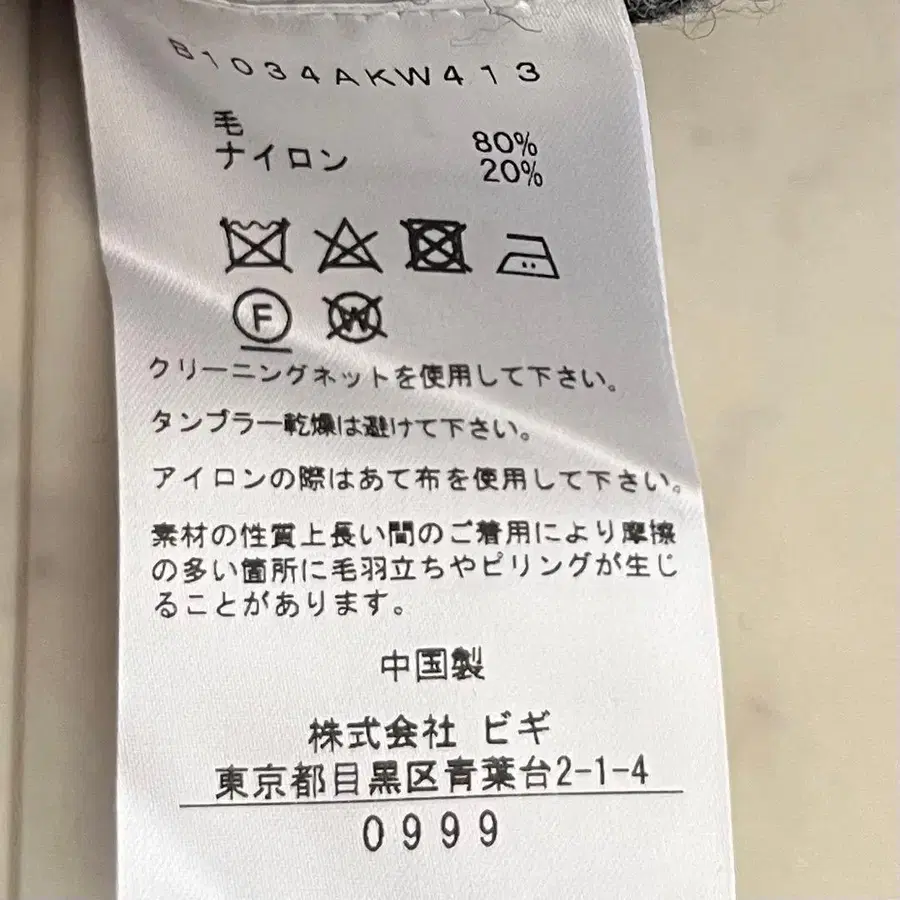 81034AKW413
毛 80%
ナイロン 20%
F W
クリーニングネットを使用して下さい。
タンブラー乾燥は避けて下さい。
アイロンの際はあて布を使用して下さい。
素材の性質上長い間のご着用により摩擦
の多い箇所に毛羽立ちやピリングが生じ
ることがあります。
中国製
株式会社 ビギ
東京都目黒区青葉台2-1-4
0999